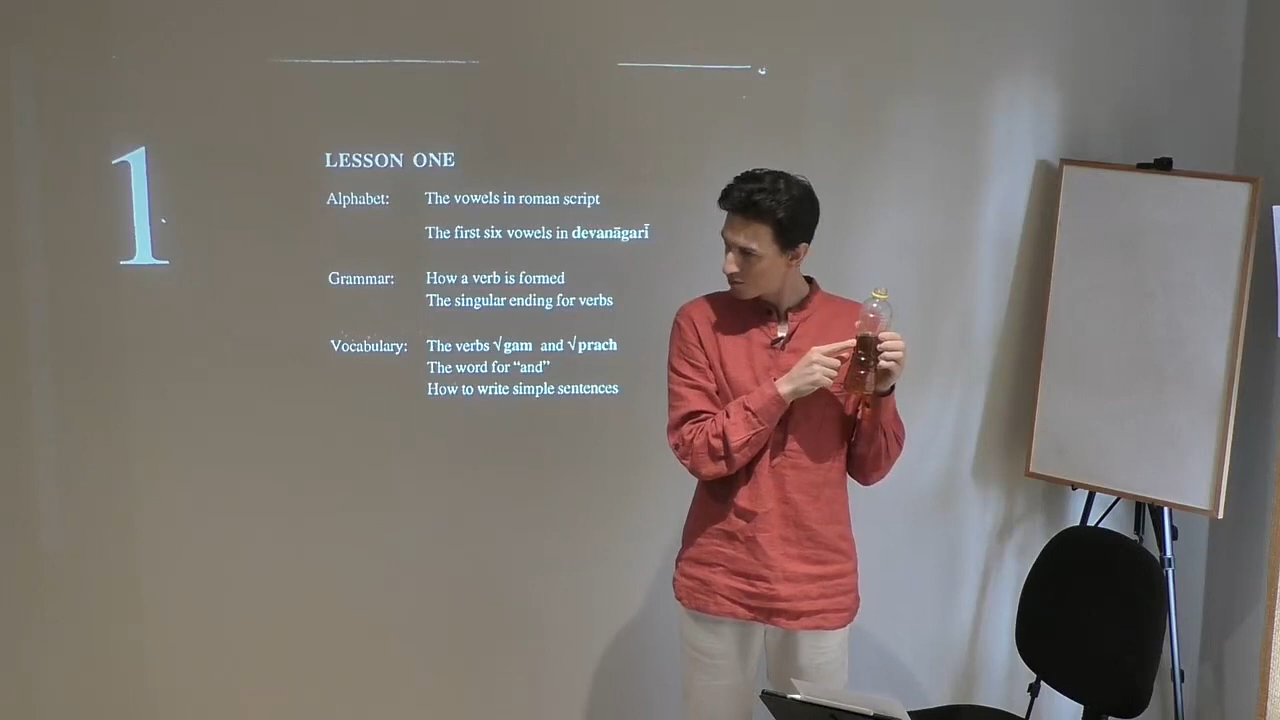 1
LESSON ONE
Alphabet: The vowels in roman script
The first six vowels in devanāgarī
Grammar: How a verb is formed
The singular ending for verbs
Vocabulary: The verbs √gam and √prach
The word for “and”
How to write simple sentences